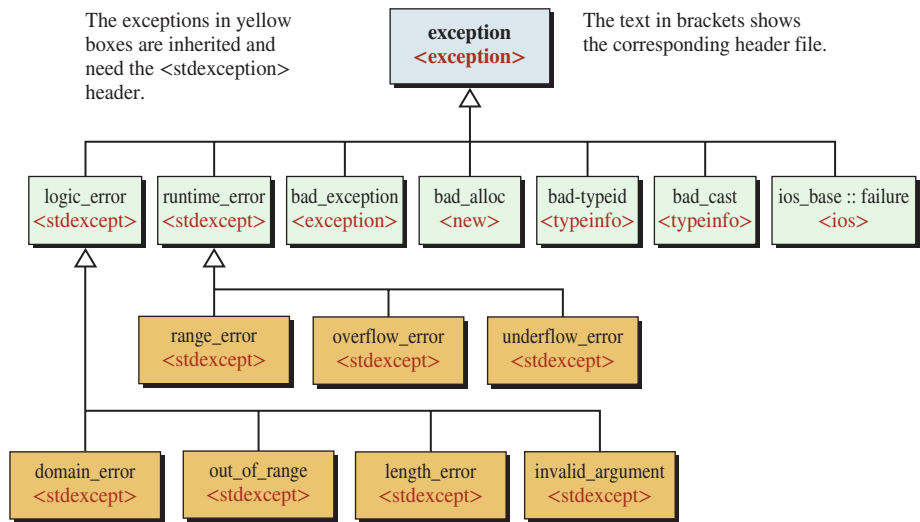 The exceptions in yellow
boxes are inherited and
need the <stdexception>
header.
exception
<exception>
The text in brackets shows
the corresponding header file.
logic_error
<stdexcept>
runtime_error
<stdexcept>
bad_exception
<exception>
bad_alloc
<new>
bad-typeid
<typeinfo>
bad_cast
<typeinfo>
ios_base :: failure
<ios>
range_error
<stdexcept>
overflow_error
<stdexcept>
underflow_error
<stdexcept>
domain_error
<stdexcept>
out_of_range
<stdexcept>
length_error
<stdexcept>
invalid_argument
<stdexcept>